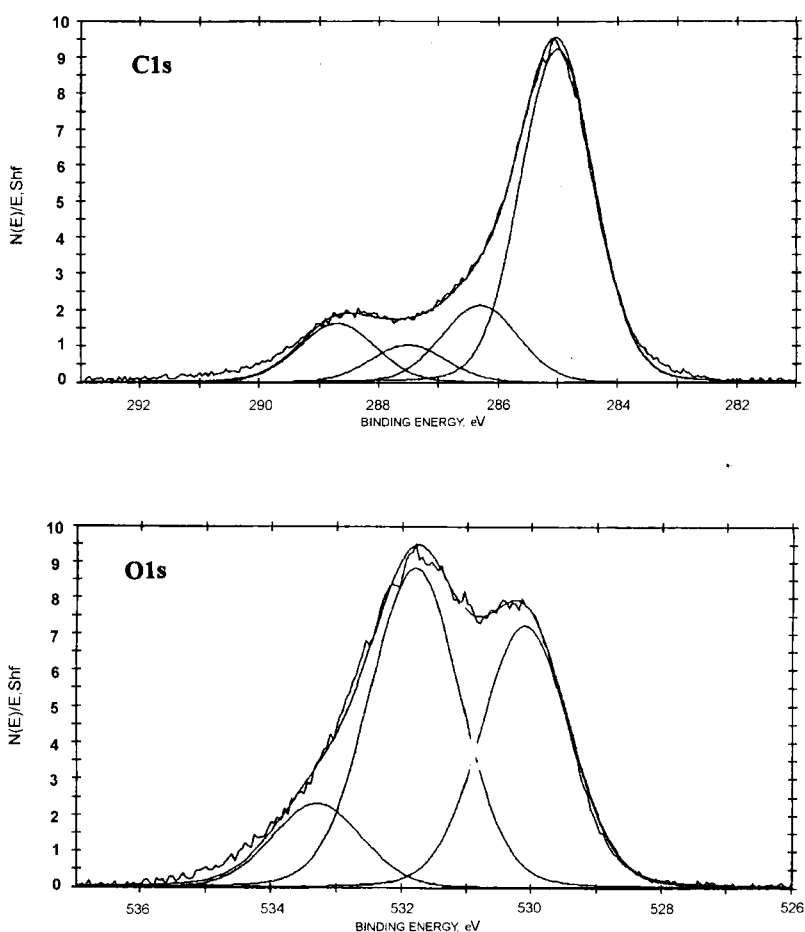 10
C1s
9
8
7
6
5
4
3
2
1
0
N(E)/E,Shf
292 290 288 286 284 282
BINDING ENERGY, eV
10
O1s
9
8
7
6
5
4
3
2
1
0
N(E)/E,Shf
536 534 532 530 528 526
BINDING ENERGY, eV